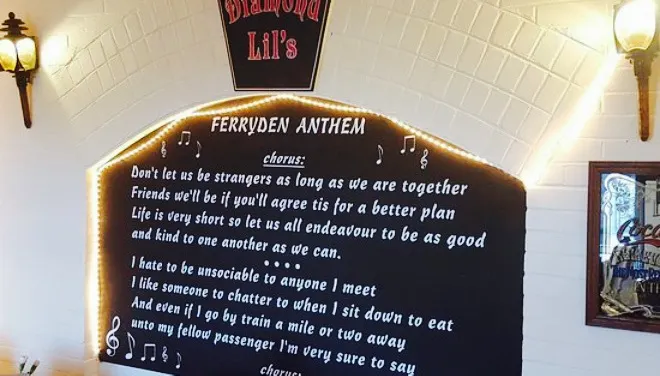 Diamond
Lil's
FERRYDEN ANTHEM
chorus:
Don't let us be strangers as long as we are together
Friends we'll be if you'll agree tis for a better plan
Life is very short so let us all endeavour to be as good
and kind to one another as we can.
I hate to be unsociable to anyone I meet
I like someone to chatter to when I sit down to eat
And even if I go by train a mile or two away
unto my fellow passenger I'm very sure to say
chorus: